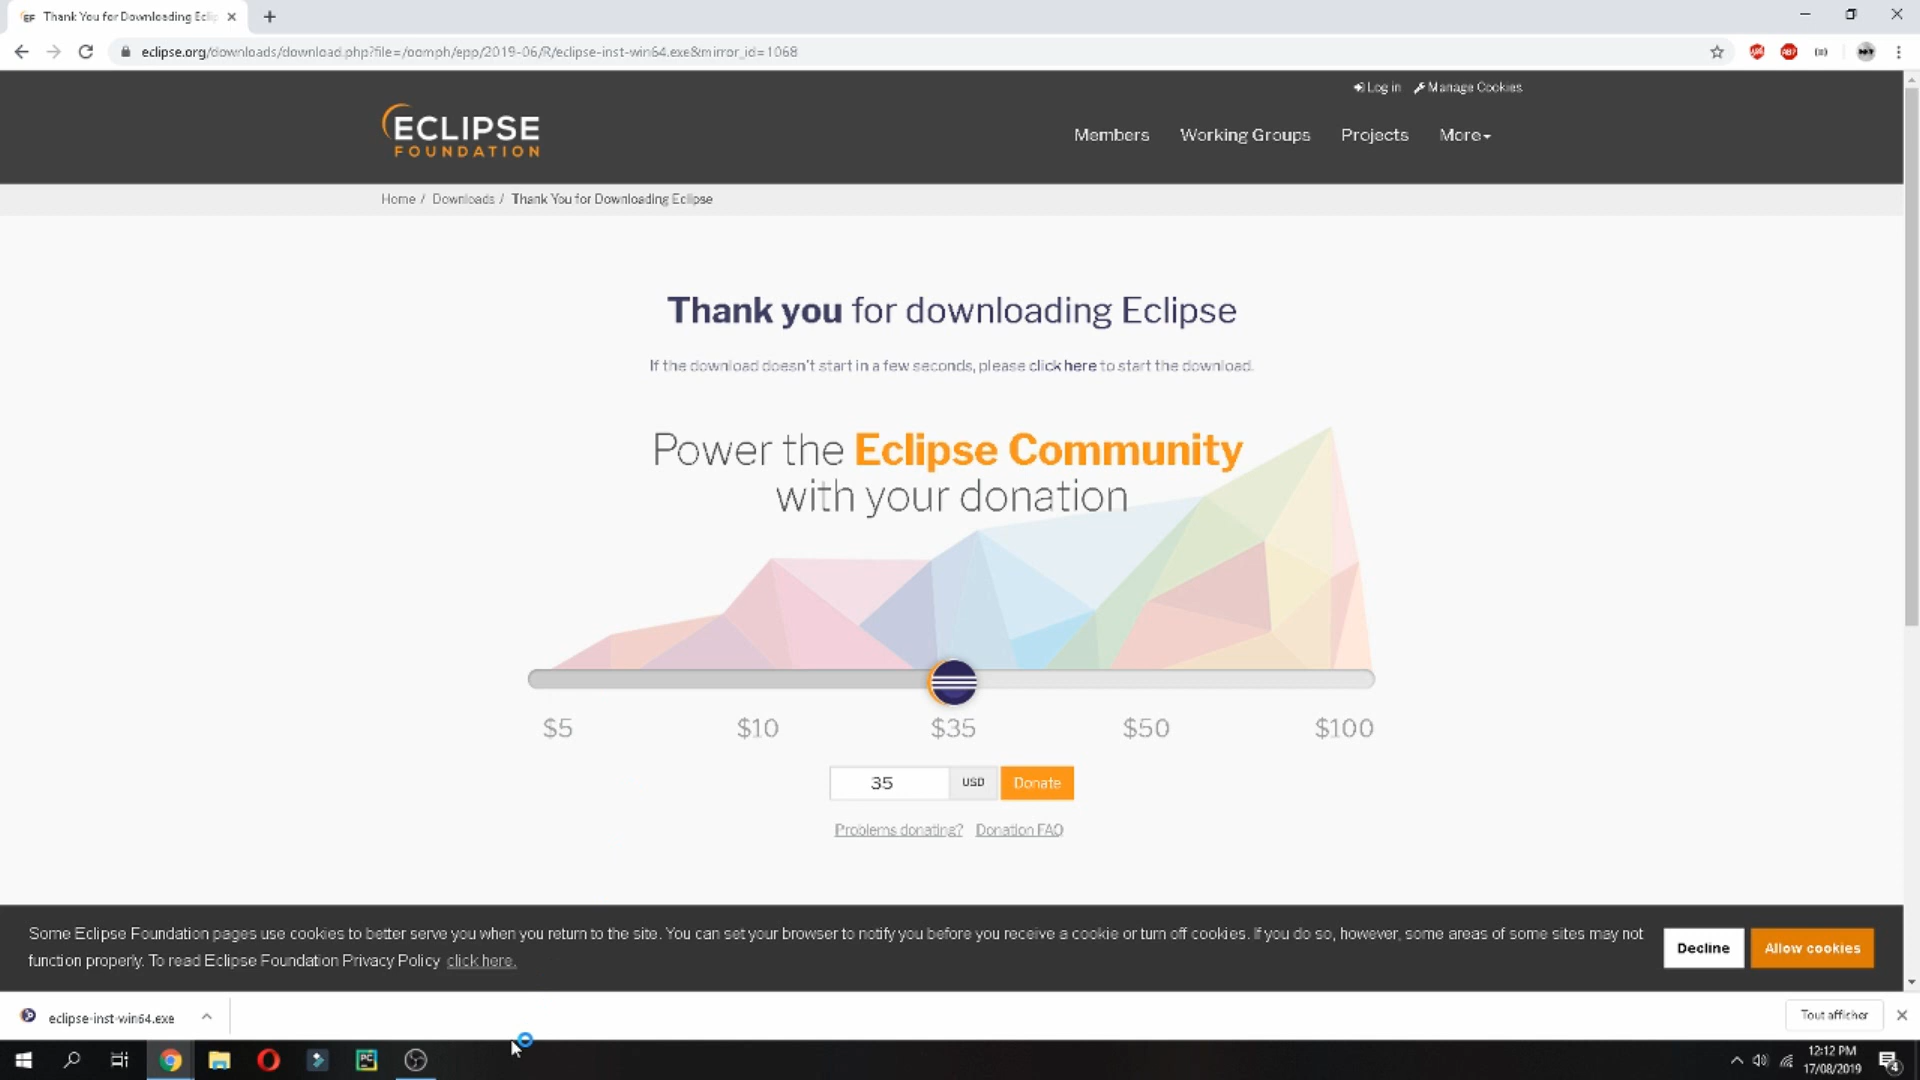 Thank You for Downloading Eclip
eclipse.org/downloads/download.php?file=/oomph/epp/2019-06/R/eclipse-inst-win64.exe&mirror_id=1068
Log in Manage Cookies
ECLIPSE
FOUNDATION
Members Working Groups Projects More
Home / Downloads / Thank You for Downloading Eclipse
Thank you for downloading Eclipse
If the download doesn't start in a few seconds, please click here to start the download.
Power the Eclipse Community
with your donation
$5 $10 $35 $50 $100
35 USD Donate
Problems donating? Donation FAQ
Some Eclipse Foundation pages use cookies to better serve you when you return to the site. You can set your browser to notify you before you receive a cookie or turn off cookies. If you do so, however, some areas of some sites may not
function properly. To read Eclipse Foundation Privacy Policy click here.
Decline Allow cookies
eclipse-inst-win64.exe
Tout afficher
12:12 PM
17/08/2019
4